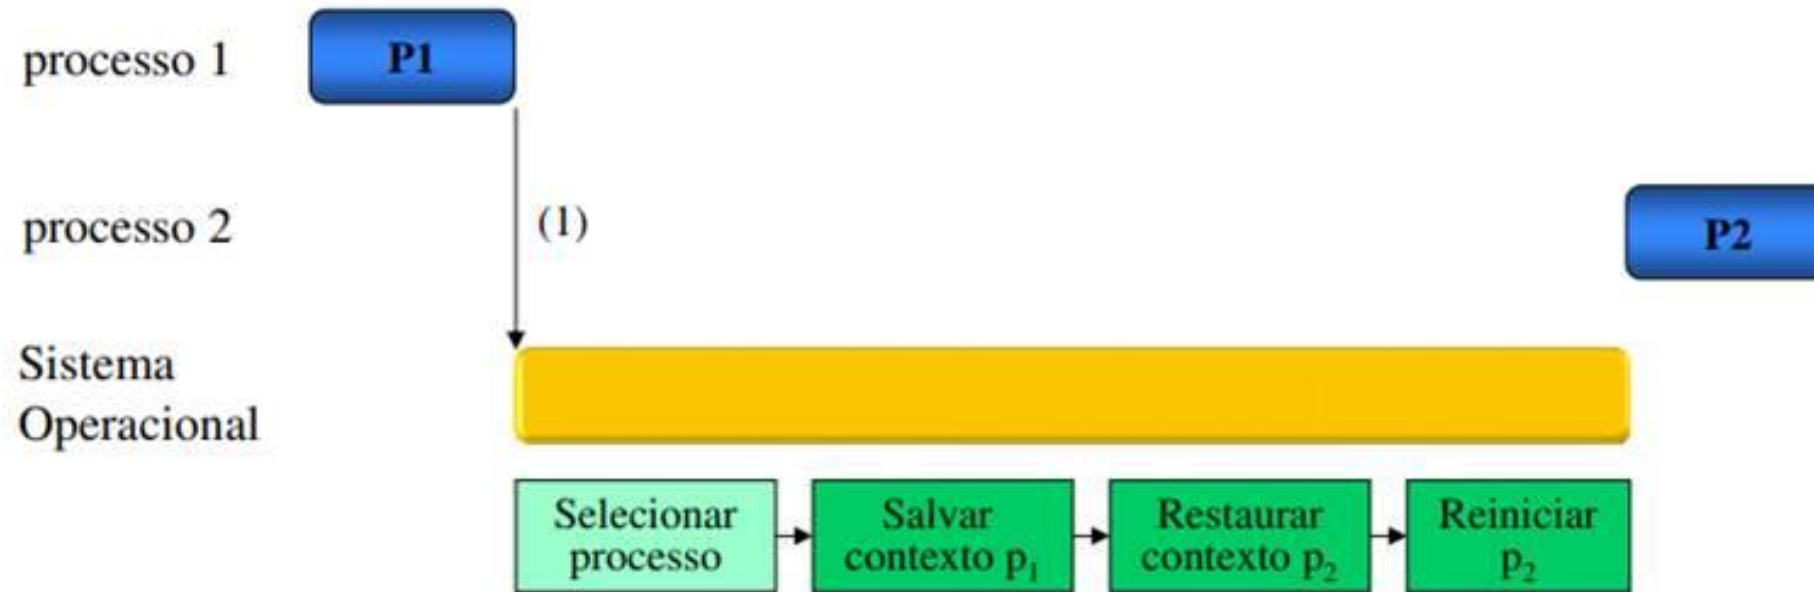 processo 1
P1
processo 2
(1)
P2
Sistema
Operacional
Selecionar
processo
Salvar
contexto p₁
Restaurar
contexto p₂
Reiniciar
p₂